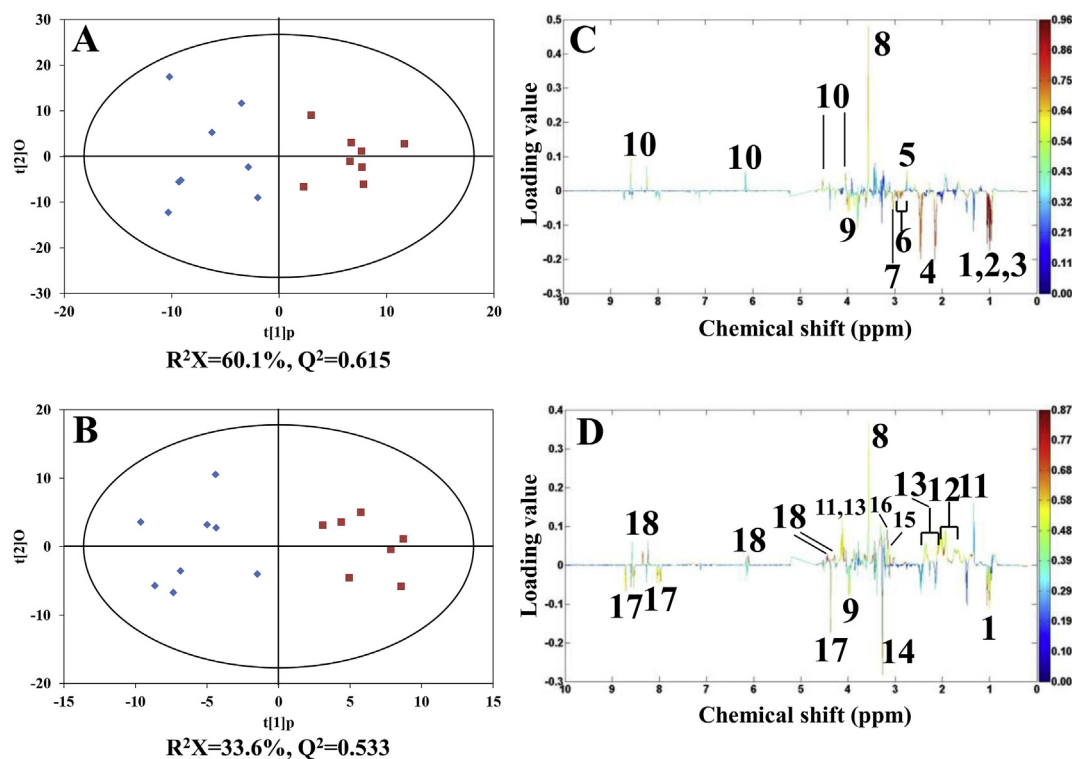 A
30
20
10
0
-10
-20
-30
t[2]O
-20 -10 0 10 20
t[1]p
R²X=60.1%, Q²=0.615
C
0.5
0.4
0.3
0.2
0.1
0
-0.1
-0.2
-0.3
Loading value
8
10 10 10 5
9 7 6 4 1,2,3
10 9 8 7 6 5 4 3 2 1 0
Chemical shift (ppm)
0.96
0.85
0.75
0.64
0.53
0.43
0.32
0.21
0.11
0.00
B
20
10
0
-10
-20
t[2]O
-15 -10 -5 0 5 10 15
t[1]p
R²X=33.6%, Q²=0.533
D
0.4
0.3
0.2
0.1
0
-0.1
-0.2
-0.3
Loading value
8
18 18 18 11,13 16 15 13 12 11
17 17 17 9 14 1
10 9 8 7 6 5 4 3 2 1 0
Chemical shift (ppm)
0.87
0.78
0.68
0.58
0.49
0.39
0.29
0.19
0.10
0.00